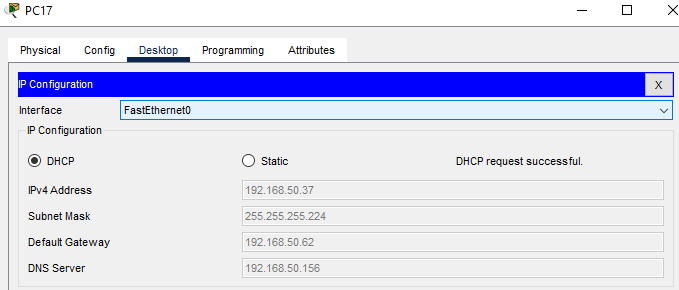 PC17
Physical Config Desktop Programming Attributes
IP Configuration X
Interface FastEthernet0
IP Configuration
DHCP Static DHCP request successful.
IPv4 Address 192.168.50.37
Subnet Mask 255.255.255.224
Default Gateway 192.168.50.62
DNS Server 192.168.50.156